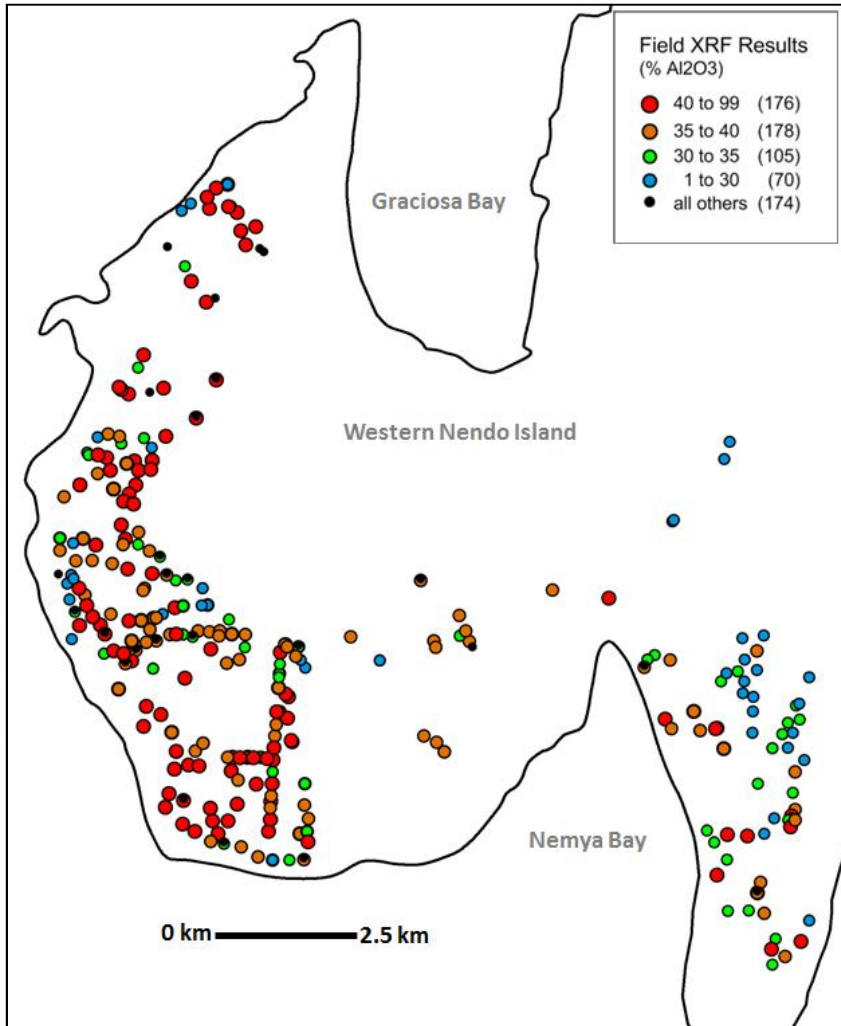 Field XRF Results
(% Al2O3)
40 to 99 (176)
35 to 40 (178)
30 to 35 (105)
1 to 30 (70)
all others (174)
Graciosa Bay
Western Nendo Island
Nemya Bay
0 km 2.5 km